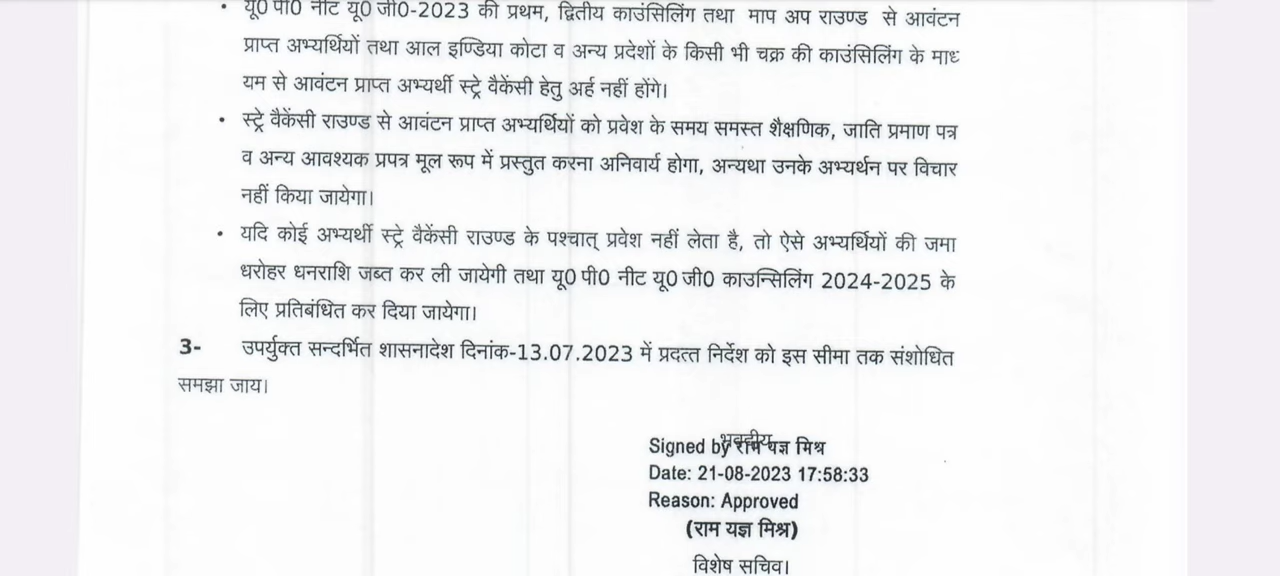 • यू0 पी0 नीट यू0 जी0-2023 की प्रथम, द्वितीय काउंसिलिंग तथा माप अप राउण्ड से आवंटन
प्राप्त अभ्यर्थियों तथा आल इण्डिया कोटा व अन्य प्रदेशों के किसी भी चक्र की काउंसिलिंग के माध
यम से आवंटन प्राप्त अभ्यर्थी स्ट्रे वैकेंसी हेतु अर्ह नहीं होंगे।
• स्ट्रे वैकेंसी राउण्ड से आवंटन प्राप्त अभ्यर्थियों को प्रवेश के समय समस्त शैक्षणिक, जाति प्रमाण पत्र
व अन्य आवश्यक प्रपत्र मूल रूप में प्रस्तुत करना अनिवार्य होगा, अन्यथा उनके अभ्यर्थन पर विचार
नहीं किया जायेगा।
• यदि कोई अभ्यर्थी स्ट्रे वैकेंसी राउण्ड के पश्चात् प्रवेश नहीं लेता है, तो ऐसे अभ्यर्थियों की जमा
धरोहर धनराशि जब्त कर ली जायेगी तथा यू0 पी0 नीट यू0 जी0 काउन्सिलिंग 2024-2025 के
लिए प्रतिबंधित कर दिया जायेगा।
3- उपर्युक्त सन्दर्भित शासनादेश दिनांक-13.07.2023 में प्रदत्त निर्देश को इस सीमा तक संशोधित
समझा जाय।
भवदीय
Signed by राम यज्ञ मिश्र
Date: 21-08-2023 17:58:33
Reason: Approved
(राम यज्ञ मिश्र)
विशेष सचिव।